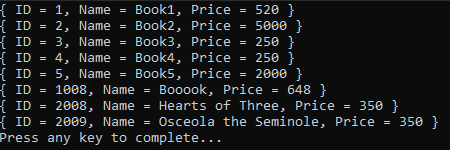 { ID = 1, Name = Book1, Price = 520 }
{ ID = 2, Name = Book2, Price = 5000 }
{ ID = 3, Name = Book3, Price = 250 }
{ ID = 4, Name = Book4, Price = 250 }
{ ID = 5, Name = Book5, Price = 2000 }
{ ID = 1008, Name = Booook, Price = 648 }
{ ID = 2008, Name = Hearts of Three, Price = 350 }
{ ID = 2009, Name = Osceola the Seminole, Price = 350 }
Press any key to complete...